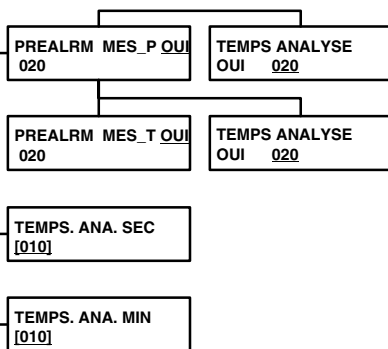 PREALRM MES_P OUI
020
TEMPS ANALYSE
OUI 020
PREALRM MES_T OUI
020
TEMPS ANALYSE
OUI 020
TEMPS. ANA. SEC
[010]
TEMPS. ANA. MIN
[010]